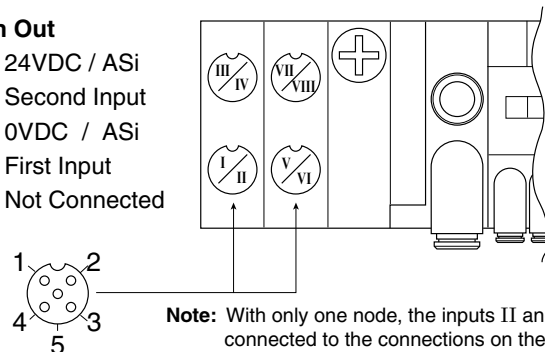 Out
24VDC / ASi
Second Input
0VDC / ASi
First Input
Not Connected
III
IV
VII
VIII
I
II
V
VI
1
2
4
3
5
Note: With only one node, the inputs II
connected to the connections on the